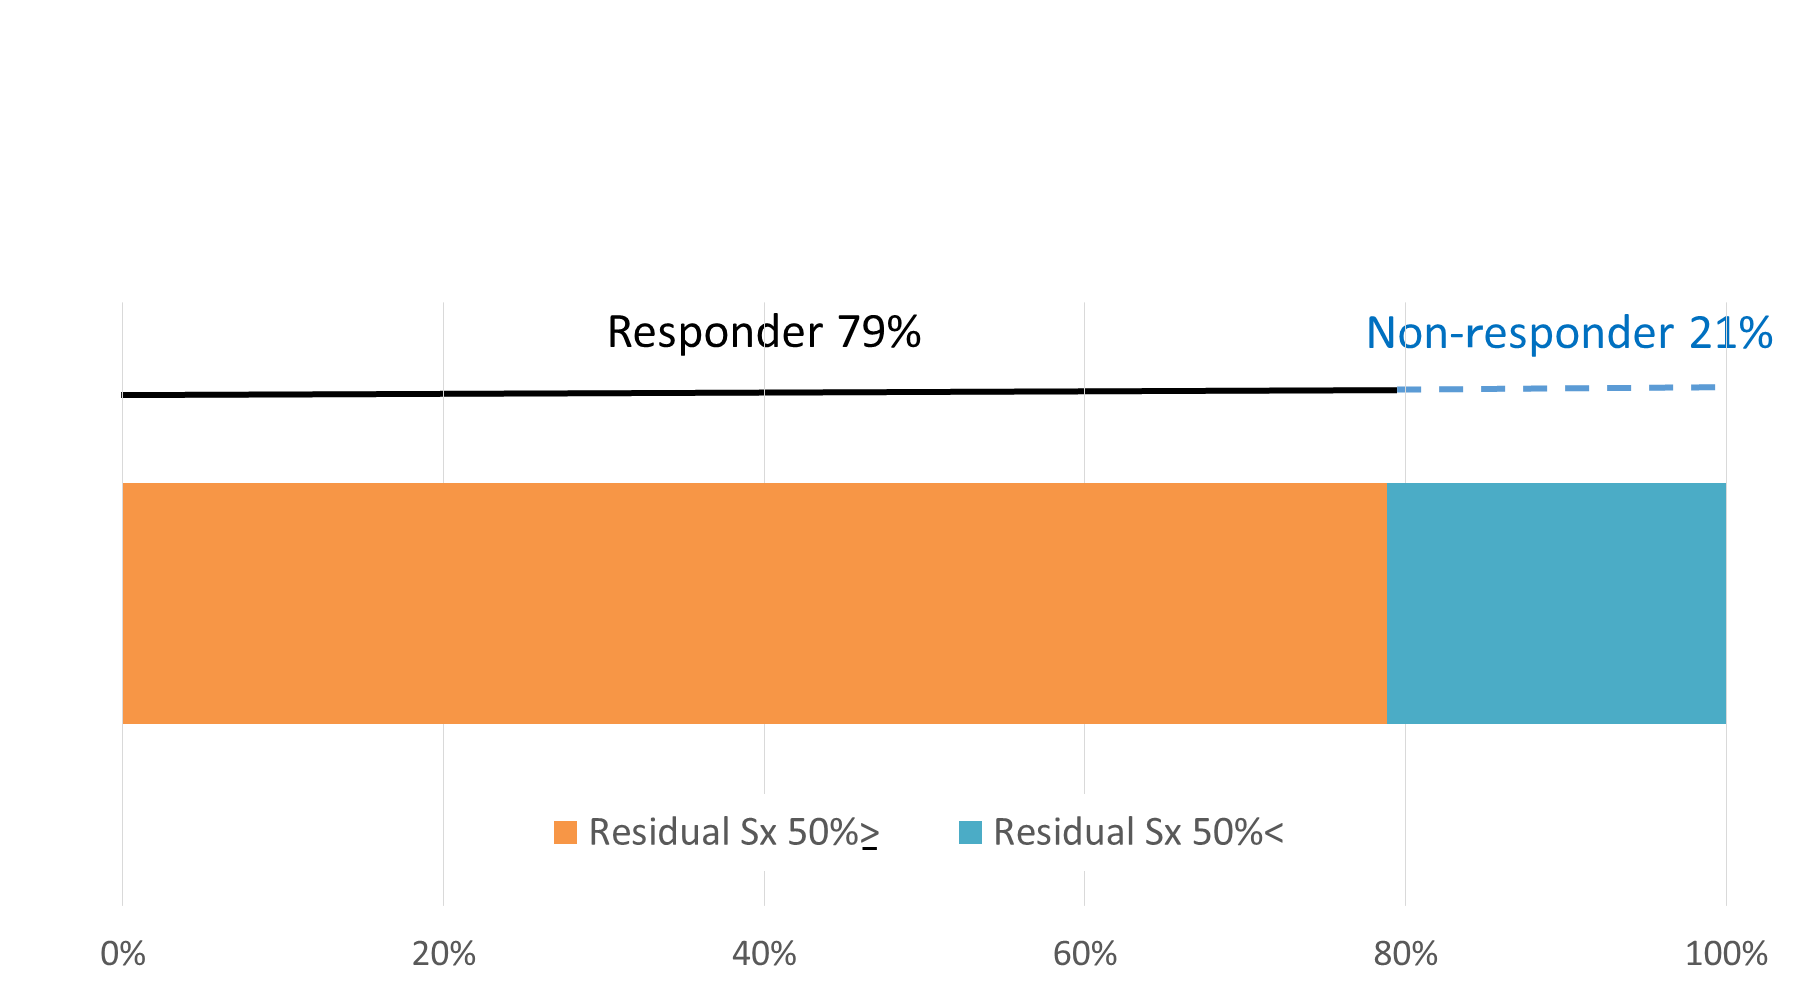 Responder 79% Non-responder 21%
Residual Sx 50%≥ Residual Sx 50%<
0% 20% 40% 60% 80% 100%